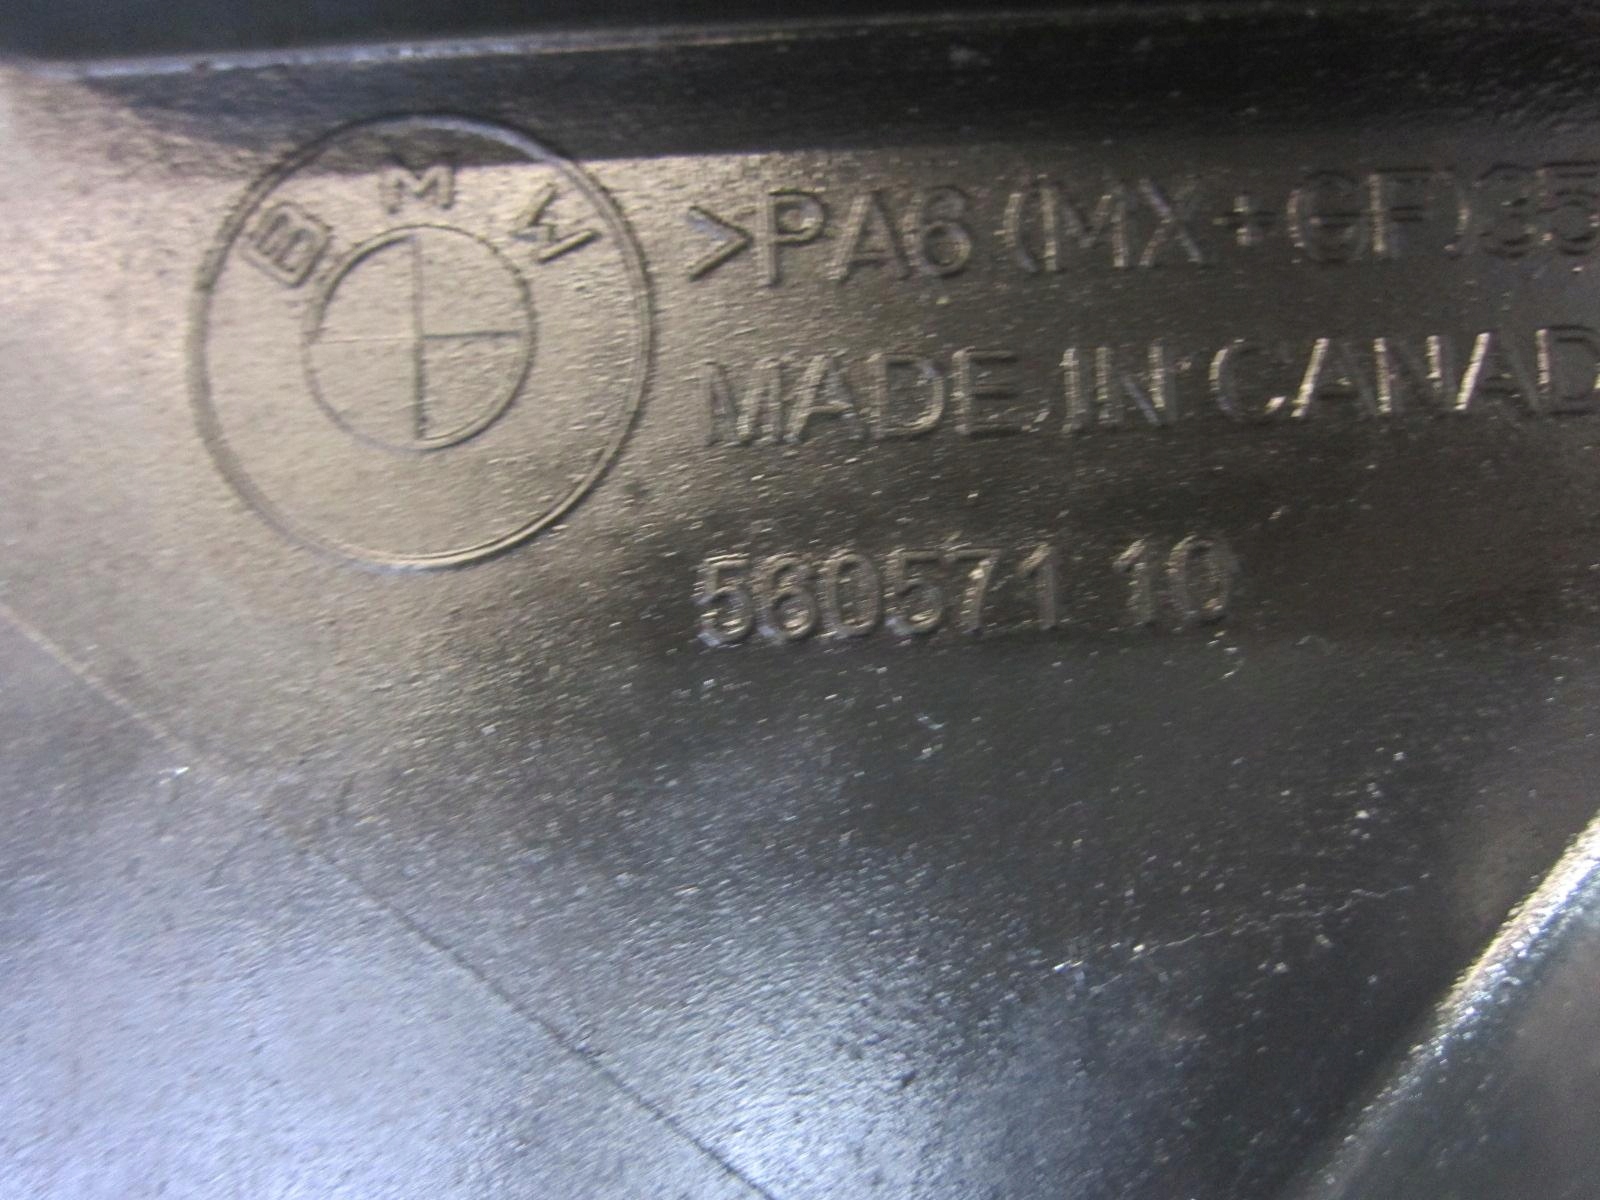 BMW
>PA6 (MX+GF)35
MADE IN CANAD
560571 10